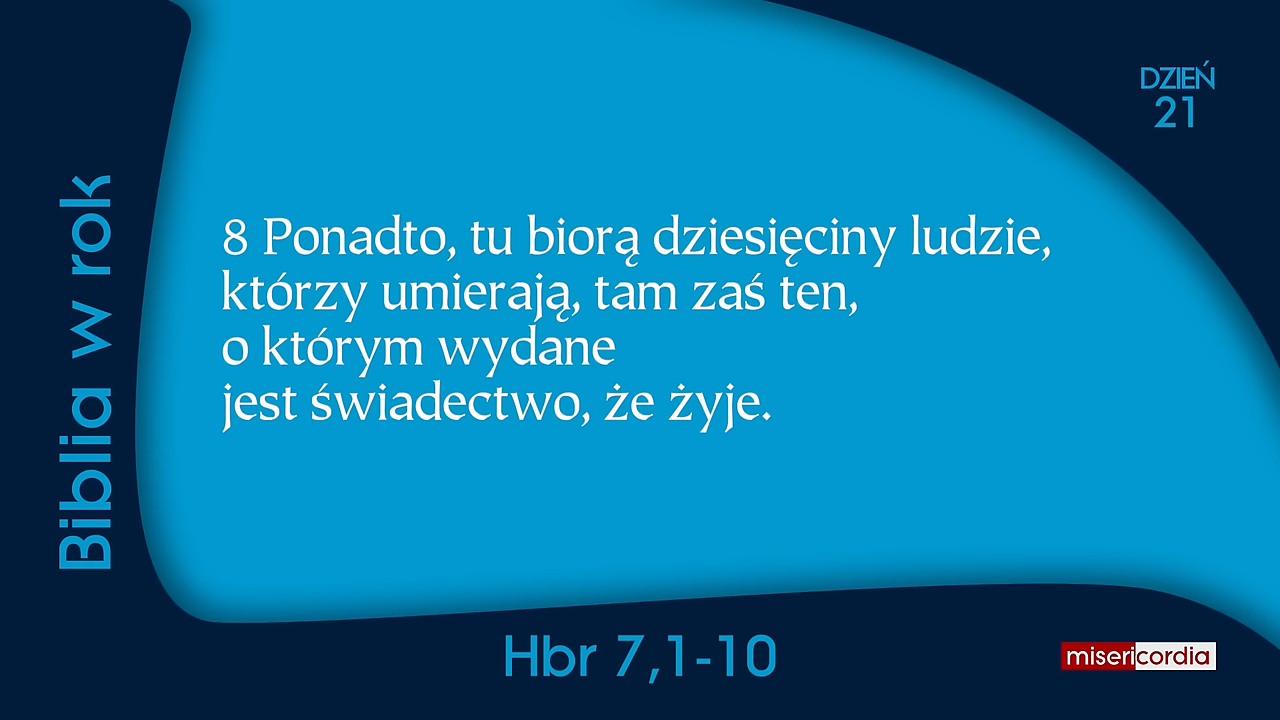 DZIEŃ
21
Biblia w rok
8 Ponadto, tu biorą dziesięciny ludzie,
którzy umierają, tam zaś ten,
o którym wydane
jest świadectwo, że żyje.
Hbr 7,1-10
misericordia